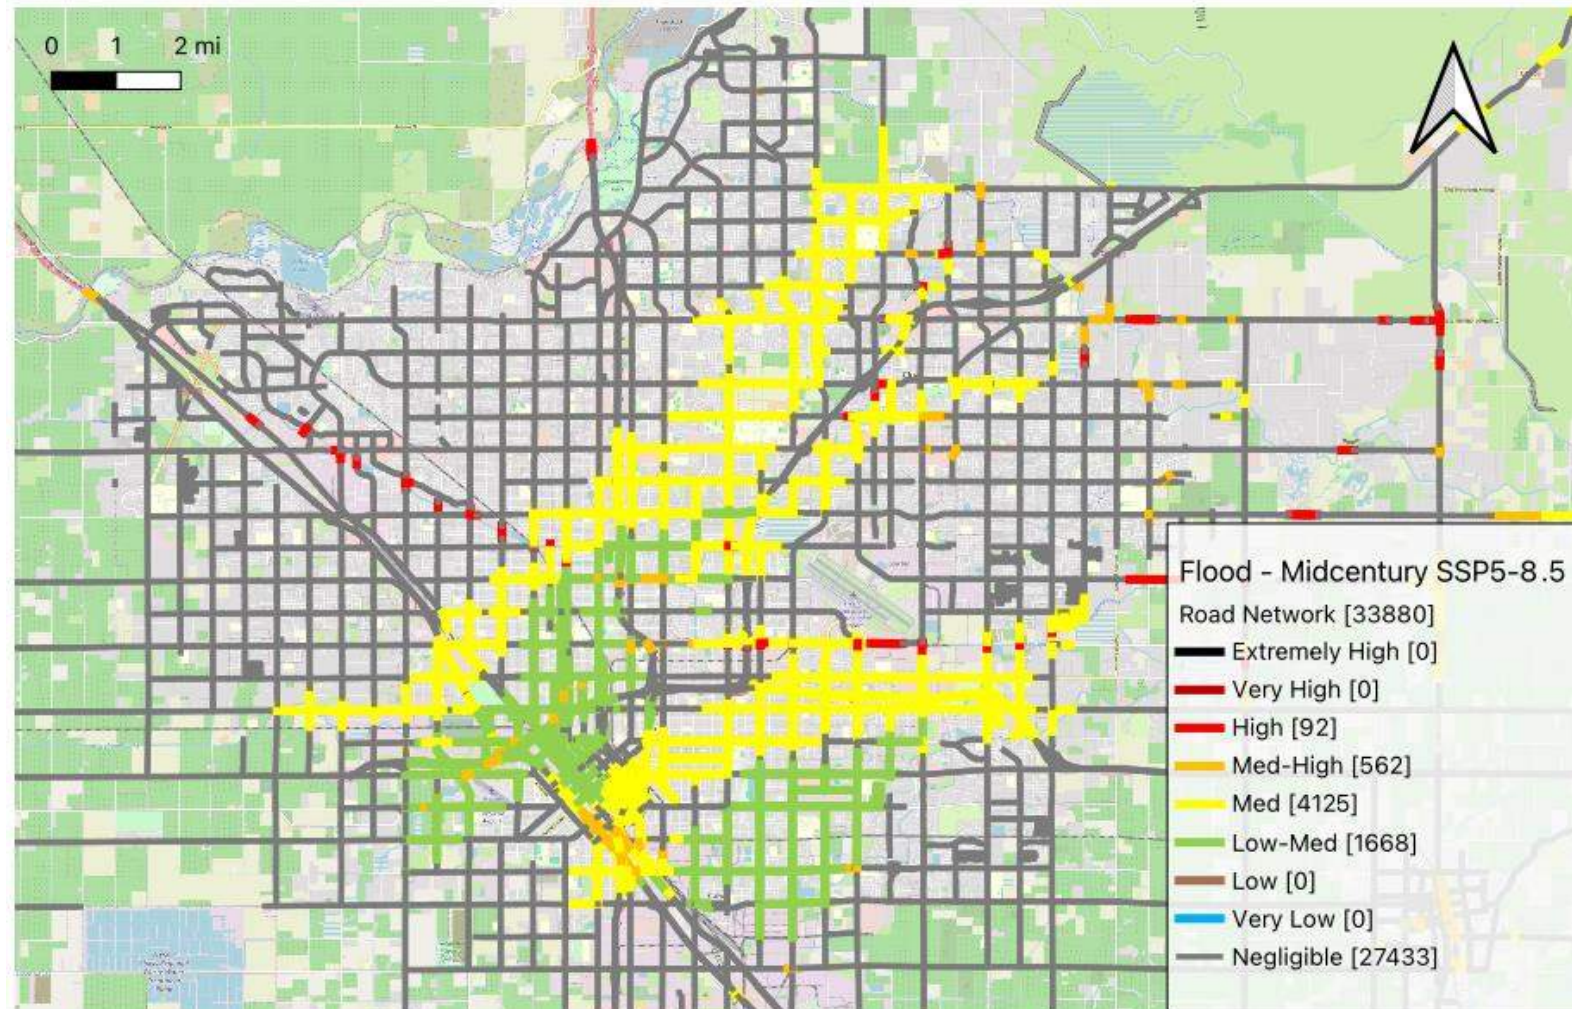 0 1 2 mi
Flood - Midcentury SSP5-8.5
Road Network [33880]
Extremely High [0]
Very High [0]
High [92]
Med-High [562]
Med [4125]
Low-Med [1668]
Low [0]
Very Low [0]
Negligible [27433]